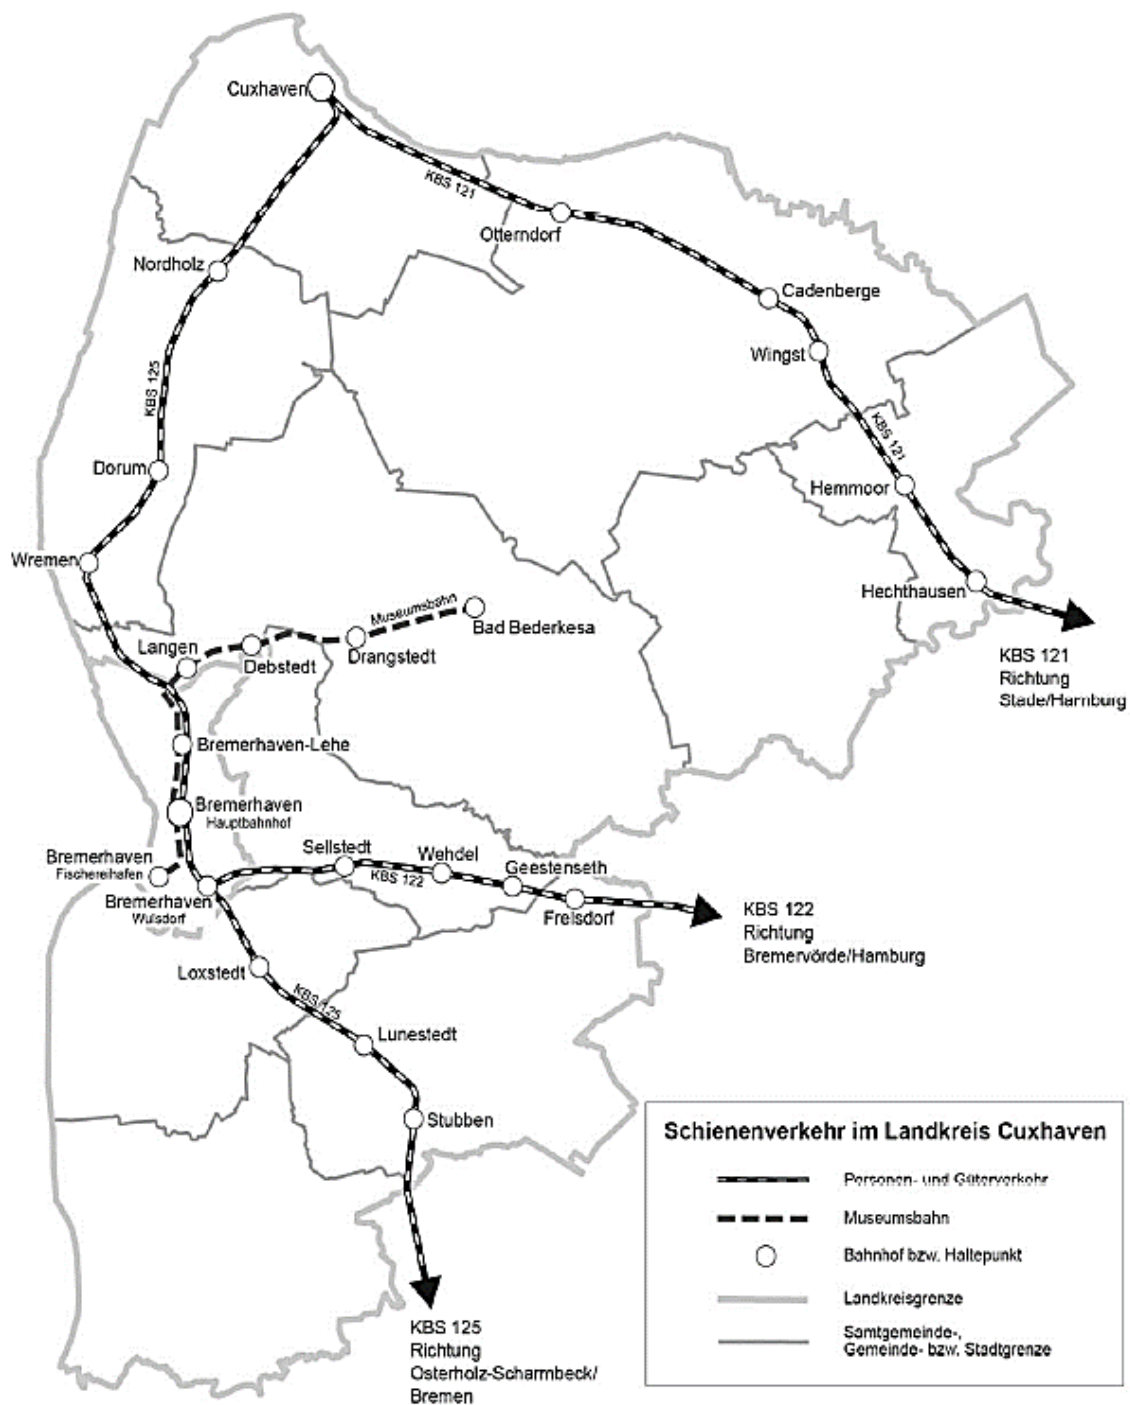 Cuxhaven
KBS 121
Otterndorf
Nordholz
Cadenberge
Wingst
KBS 125
KBS 121
Dorum
Hemmoor
Wremen
Hechthausen
Museumsbahn
Bad Bederkesa
Langen
Debstedt
Drangstedt
KBS 121
Richtung
Stade/Hamburg
Bremerhaven-Lehe
Bremerhaven
Hauptbahnhof
Bremerhaven
Fischereihafen
Sellstedt
Wehdel
KBS 122
Geestenseth
Bremerhaven
Wulsdorf
Frelsdorf
KBS 122
Richtung
Bremervörde/Hamburg
Loxstedt
KBS 125
Lunestedt
Stubben
KBS 125
Richtung
Osterholz-Scharmbeck/
Bremen
Schienenverkehr im Landkreis Cuxhaven
Personen- und Güterverkehr
Museumsbahn
Bahnhof bzw. Haltepunkt
Landkreisgrenze
Samtgemeinde-,
Gemeinde- bzw. Stadtgrenze